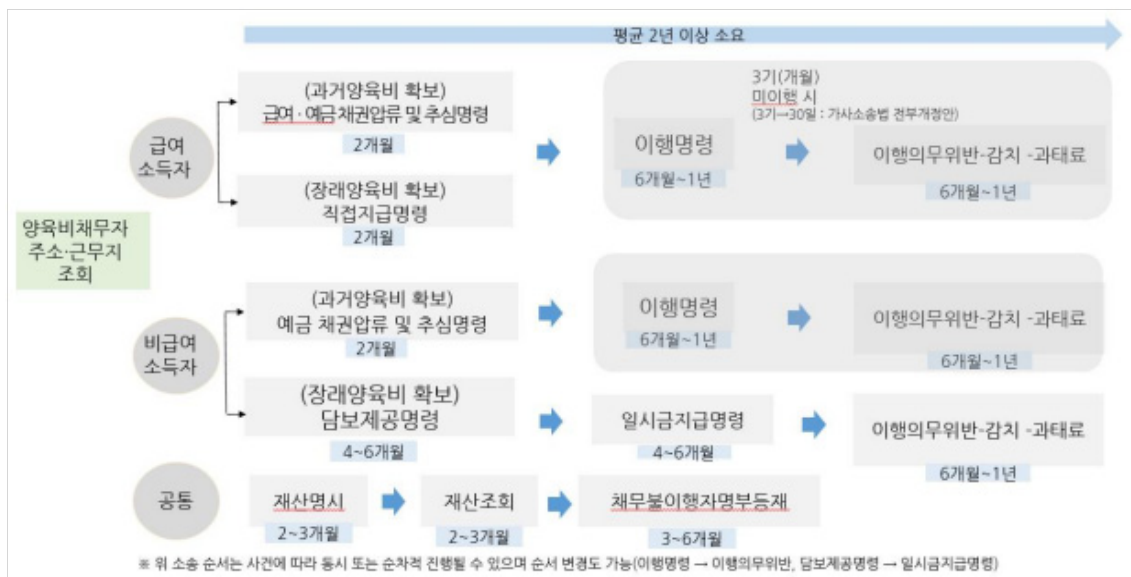 평균 2년 이상 소요
양육비채무자
주소·근무지
조회
급여
소득자
(과거양육비 확보)
급여·예금 채권압류 및 추심명령
2개월
(장래양육비 확보)
직접지급명령
2개월
이행명령
6개월~1년
3기(개월)
미이행 시
(3기→30일 : 가사소송법 전부개정안)
이행의무위반-감치 -과태료
6개월~1년
비급여
소득자
(과거양육비 확보)
예금 채권압류 및 추심명령
2개월
이행명령
6개월~1년
이행의무위반-감치 -과태료
6개월~1년
(장래양육비 확보)
담보제공명령
4~6개월
일시금지급명령
4~6개월
이행의무위반-감치 -과태료
6개월~1년
공통
재산명시
2~3개월
재산조회
2~3개월
채무불이행자명부등재
3~6개월
※ 위 소송 순서는 사건에 따라 동시 또는 순차적 진행될 수 있으며 순서 변경도 가능(이행명령 → 이행의무위반, 담보제공명령 → 일시금지급명령)